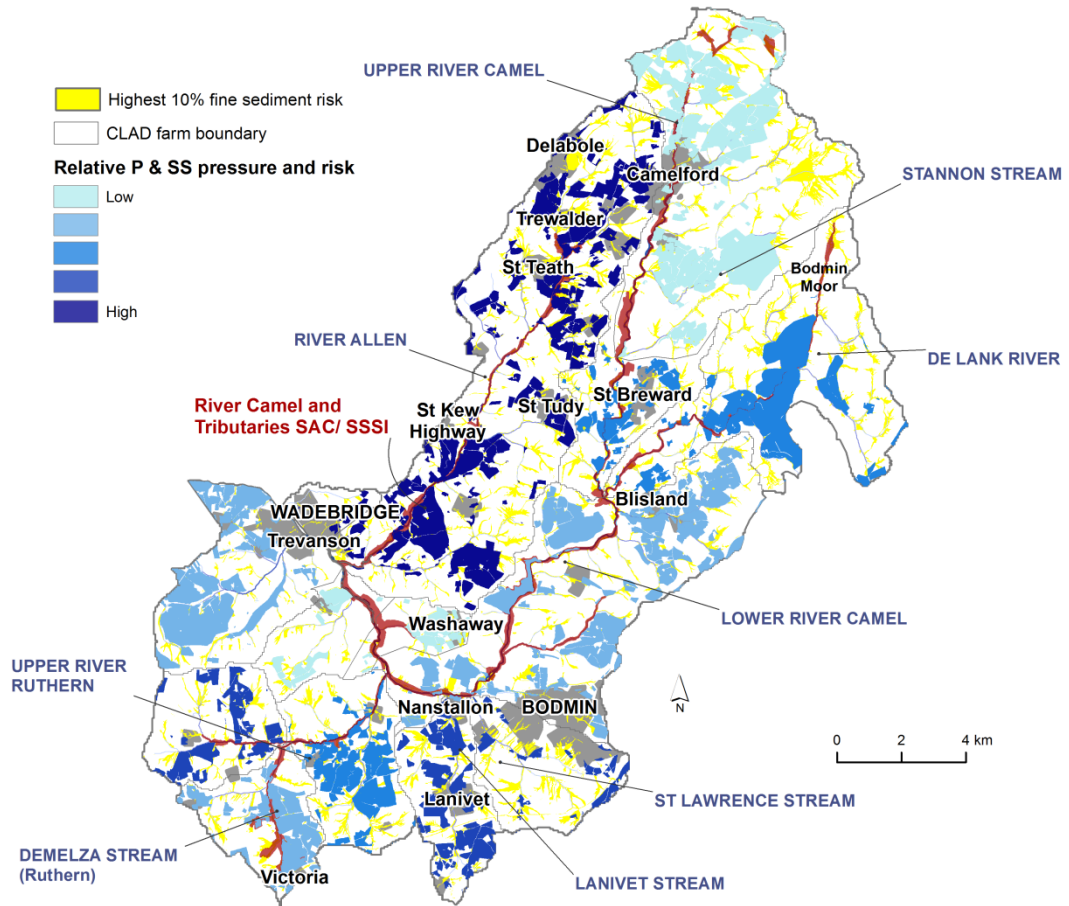 UPPER RIVER CAMEL
Highest 10% fine sediment risk
CLAD farm boundary
Relative P & SS pressure and risk
Low
High
Delabole
Camelford
STANNON STREAM
Trewalder
St Teath
Bodmin
Moor
RIVER ALLEN
DE LANK RIVER
River Camel and
Tributaries SAC/ SSSI
St Kew
Highway
St Tudy
St Breward
Blisland
WADEBRIDGE
Trevanson
Washaway
LOWER RIVER CAMEL
UPPER RIVER
RUTHERN
N
Nanstallon
BODMIN
0 2 4 km
Lanivet
ST LAWRENCE STREAM
DEMELZA STREAM
(Ruthern)
Victoria
LANIVET STREAM